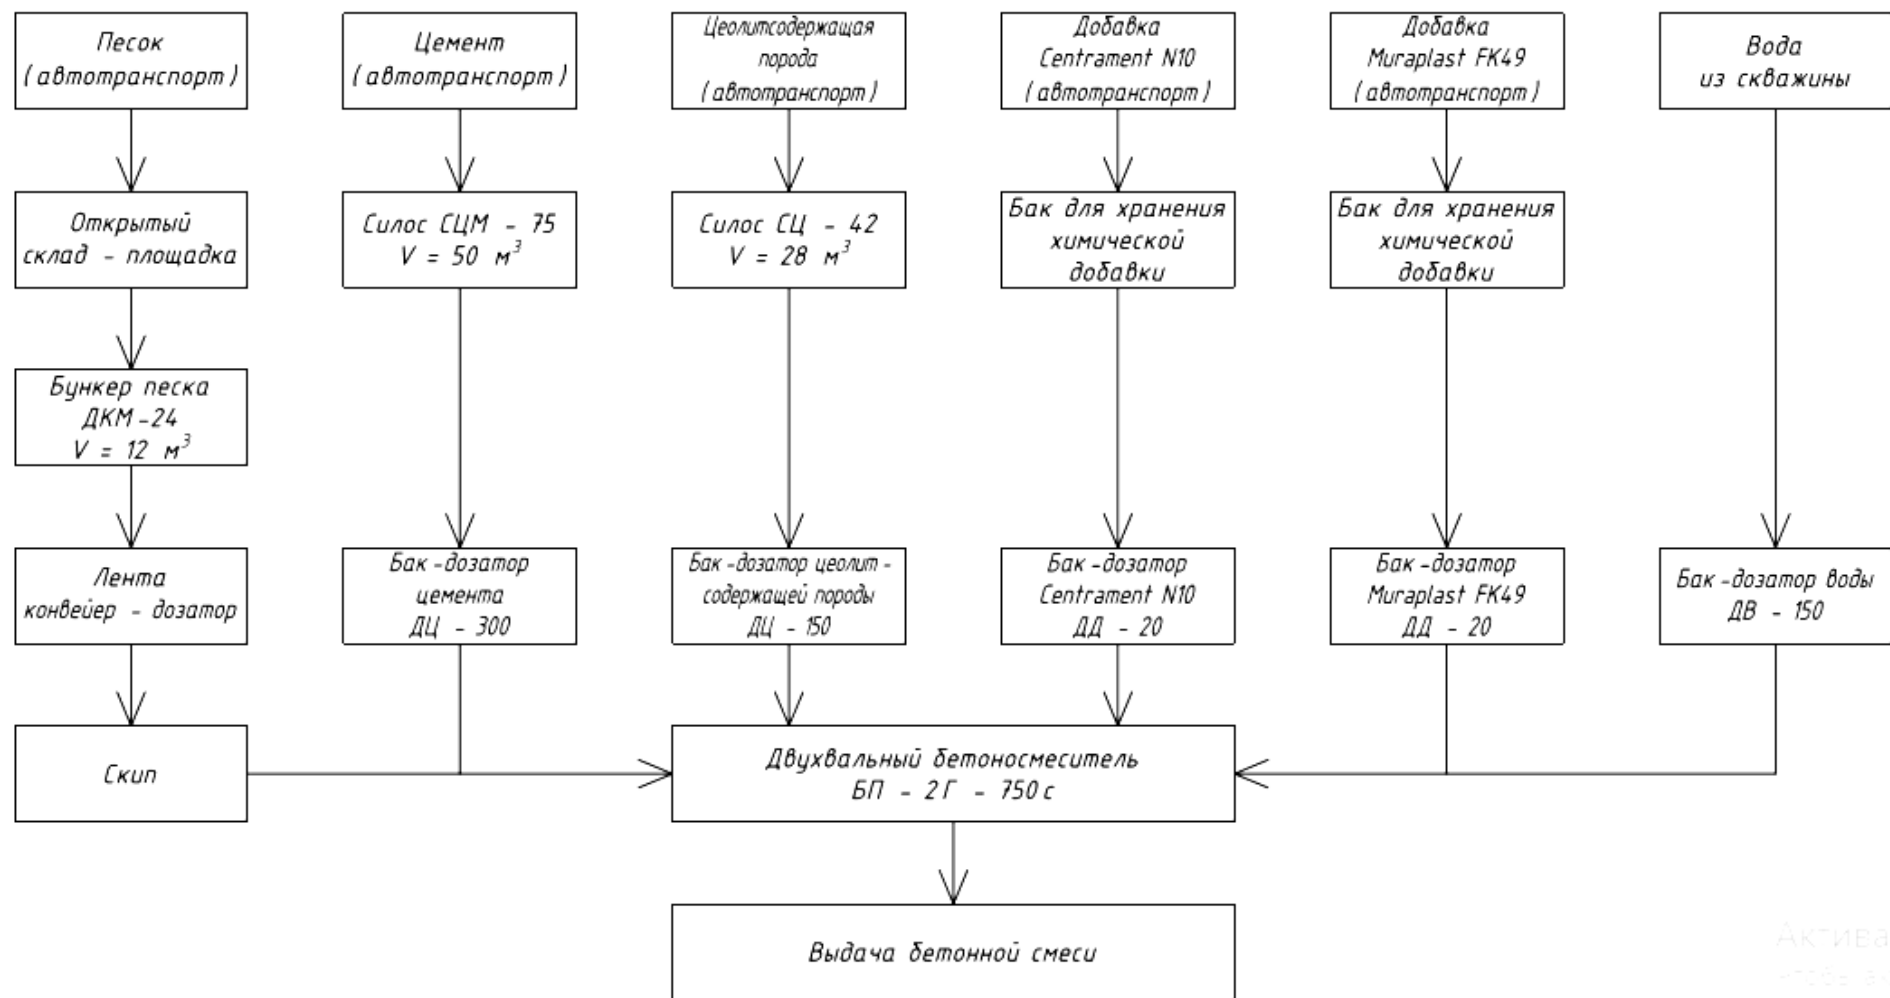 Песок
(автотранспорт)
Цемент
(автотранспорт)
Цеолитсодержащая
порода
(автотранспорт)
Добавка
Centrament N10
(автотранспорт)
Добавка
Muraplast FK49
(автотранспорт)
Вода
из скважины
Открытый
склад - площадка
Силос СЦМ - 75
V = 50 м³
Силос СЦ - 42
V = 28 м³
Бак для хранения
химической
добавки
Бак для хранения
химической
добавки
Бункер песка
ДКМ-24
V = 12 м³
Лента
конвейер - дозатор
Бак-дозатор
цемента
ДЦ - 300
Бак-дозатор цеолит-
содержащей породы
ДЦ - 150
Бак-дозатор
Centrament N10
ДД - 20
Бак-дозатор
Muraplast FK49
ДД - 20
Бак-дозатор воды
ДВ - 150
Скип
Двухвальный бетоносмеситель
БП - 2Г - 750с
Выдача бетонной смеси
Актива